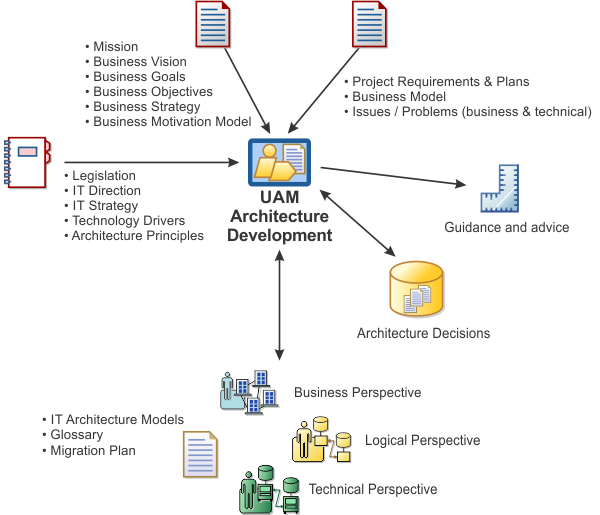 • Mission
• Business Vision
• Business Goals
• Business Objectives
• Business Strategy
• Business Motivation Model
• Project Requirements & Plans
• Business Model
• Issues / Problems (business & technical)
• Legislation
• IT Direction
• IT Strategy
• Technology Drivers
• Architecture Principles
UAM
Architecture
Development
Guidance and advice
Architecture Decisions
Business Perspective
• IT Architecture Models
• Glossary
• Migration Plan
Logical Perspective
Technical Perspective